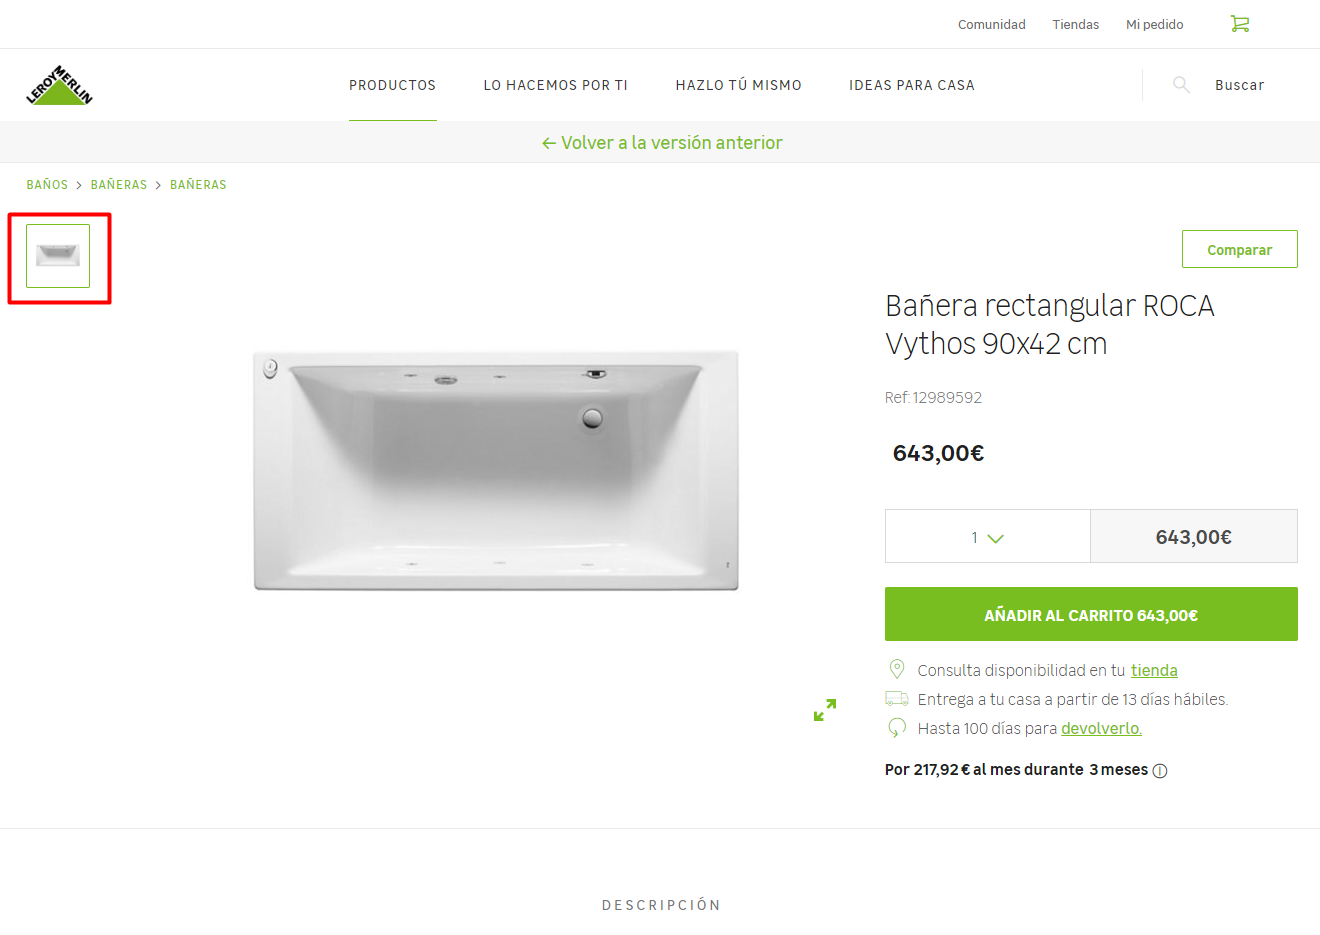 Comunidad Tiendas Mi pedido
LEROY MERLIN
PRODUCTOS LO HACEMOS POR TI HAZLO TÚ MISMO IDEAS PARA CASA Buscar
← Volver a la versión anterior
BAÑOS > BAÑERAS > BAÑERAS
Comparar
Bañera rectangular ROCA
Vythos 90x42 cm
Ref:12989592
643,00€
1 643,00€
AÑADIR AL CARRITO 643,00€
Consulta disponibilidad en tu tienda
Entrega a tu casa a partir de 13 días hábiles.
Hasta 100 días para devolverlo.
Por 217,92 € al mes durante 3 meses ⓘ
DESCRIPCIÓN